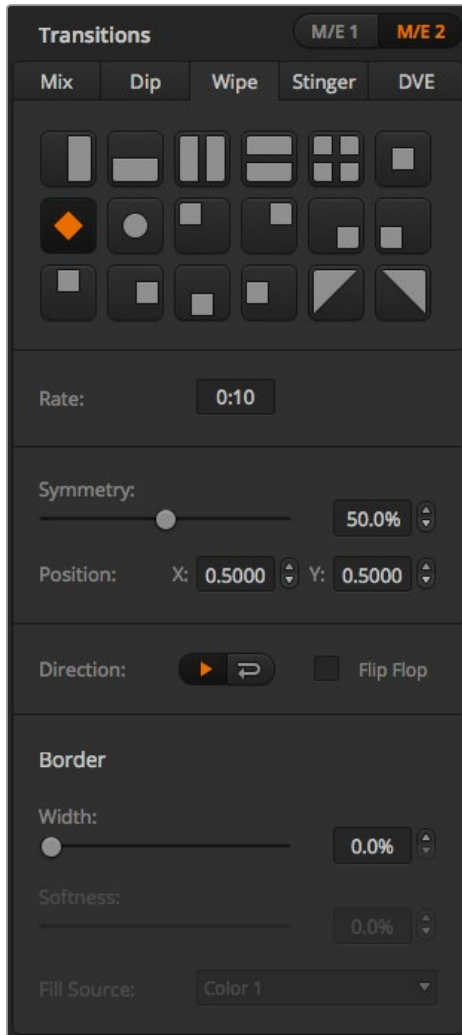 Transitions M/E 1 M/E 2
Mix Dip Wipe Stinger DVE
Rate: 0:10
Symmetry:
50.0%
Position: X: 0.5000 Y: 0.5000
Direction: Flip Flop
Border
Width:
0.0%
Softness:
0.0%
Fill Source: Color 1